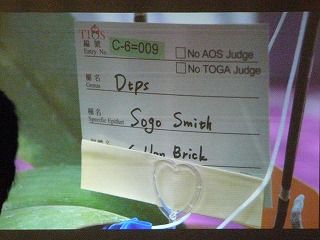 TIOS
編號
Entry No. C-6=009
No AOS Judge
No TOGA Judge
屬名
Genus Dtps
種名
Specific Epithet Sogo Smith
Brick